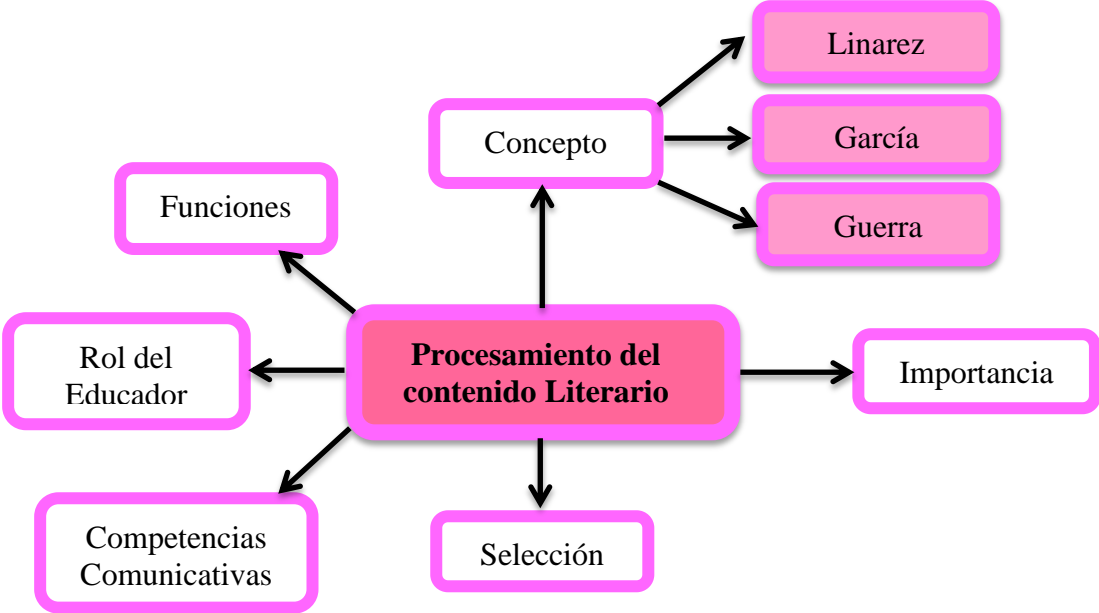 Linarez
Concepto
García
Funciones
Guerra
Rol del
Educador
Procesamiento del
contenido Literario
Importancia
Competencias
Comunicativas
Selección